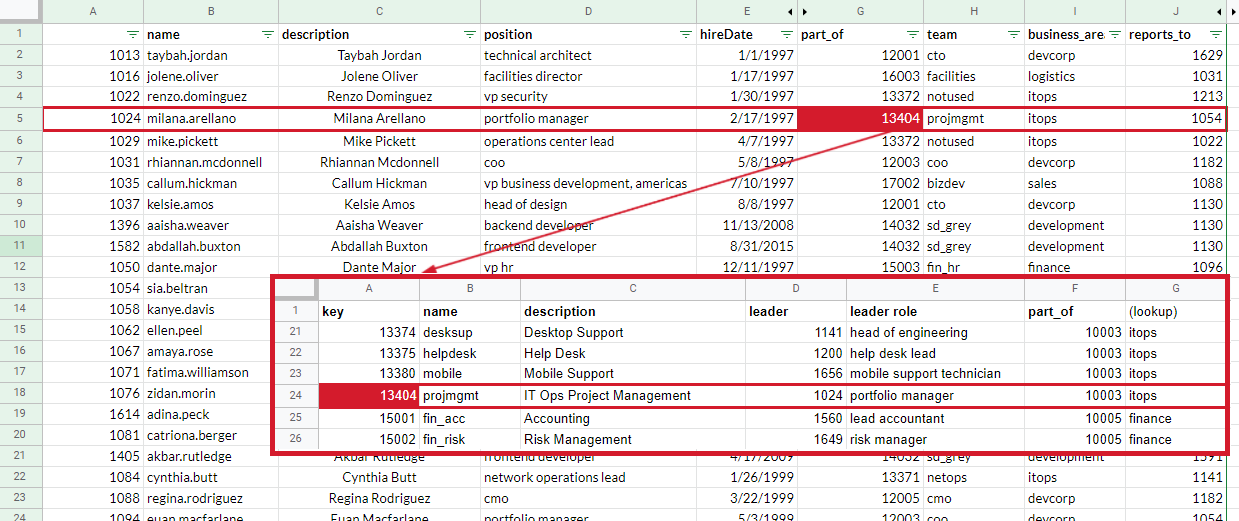 A B C D E G H I J
1 name description position hireDate part_of team business_area reports_to
2 1013 taybah.jordan Taybah Jordan technical architect 1/1/1997 12001 cto devcorp 1629
3 1016 jolene.oliver Jolene Oliver facilities director 1/17/1997 16003 facilities logistics 1031
4 1022 renzo.dominguez Renzo Dominguez vp security 1/30/1997 13372 notused itops 1213
5 1024 milana.arellano Milana Arellano portfolio manager 2/17/1997 13404 projmgmt itops 1054
6 1029 mike.pickett Mike Pickett operations center lead 4/7/1997 13372 notused itops 1022
7 1031 rhiannan.mcdonnell Rhiannan Mcdonnell coo 5/8/1997 12003 coo devcorp 1182
8 1035 callum.hickman Callum Hickman vp business development, americas 7/10/1997 17002 bizdev sales 1088
9 1037 kelsie.amos Kelsie Amos head of design 8/8/1997 12001 cto devcorp 1130
10 1396 aaisha.weaver Aaisha Weaver backend developer 11/13/2008 14032 sd_grey development 1130
11 1582 abdallah.buxton Abdallah Buxton frontend developer 8/31/2015 14032 sd_grey development 1130
12 1050 dante.major Dante Major vp hr 12/11/1997 15003 fin_hr finance 1096
13 1054 sia.beltran
14 1058 kanye.davis
15 1062 ellen.peel
16 1067 amaya.rose
17 1071 fatima.williamson
18 1076 zidan.morin
19 1614 adina.peck
20 1081 catriona.berger
21 1405 akbar.rutledge Akbar Rutledge frontend developer 4/17/2009 14032 sd_grey development 1591
22 1084 cynthia.butt Cynthia Butt network operations lead 1/26/1999 13371 netops itops 1141
23 1088 regina.rodriguez Regina Rodriguez cmo 3/22/1999 12005 cmo devcorp 1182
24 1094 euan.macfarlane Euan Macfarlane portfolio manager 5/3/1999 12003 coo devcorp 1054
A B C D E F G
1 key name description leader leader role part_of (lookup)
21 13374 desksup Desktop Support 1141 head of engineering 10003 itops
22 13375 helpdesk Help Desk 1200 help desk lead 10003 itops
23 13380 mobile Mobile Support 1656 mobile support technician 10003 itops
24 13404 projmgmt IT Ops Project Management 1024 portfolio manager 10003 itops
25 15001 fin_acc Accounting 1560 lead accountant 10005 finance
26 15002 fin_risk Risk Management 1649 risk manager 10005 finance